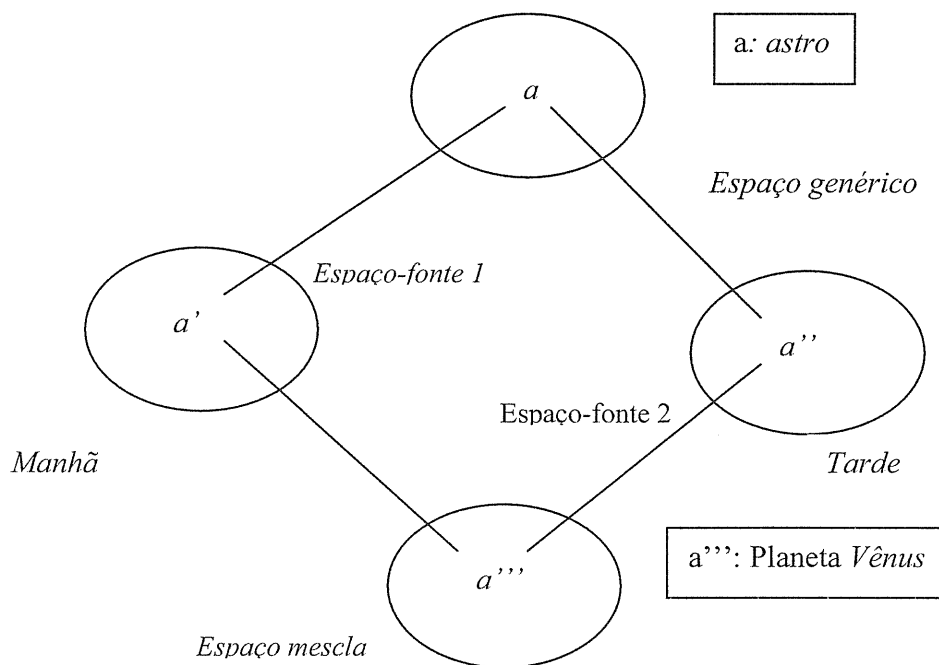 a: astro
a
Espaço genérico
Espaço-fonte 1
a'
a’’
Espaço-fonte 2
Manhã
Tarde
a’’’: Planeta Vênus
a’’’
Espaço mescla